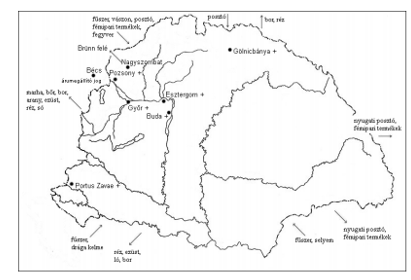 fűszer, vászon, posztó,
fémipari termékek,
fegyver
posztó
bor, réz
Brünn felé
Nagyszombat
Gölnicbánya +
Bécs
árumegállító jog
Pozsony +
marha, bőr, bor,
arany, ezüst,
réz, só
Esztergom +
Győr +
Buda +
nyugati posztó,
fémipari termékek
Portus Zavae +
fűszer,
drága kelme
réz, ezüst,
ló, bor
fűszer, selyem
nyugati posztó,
fémipari termékek